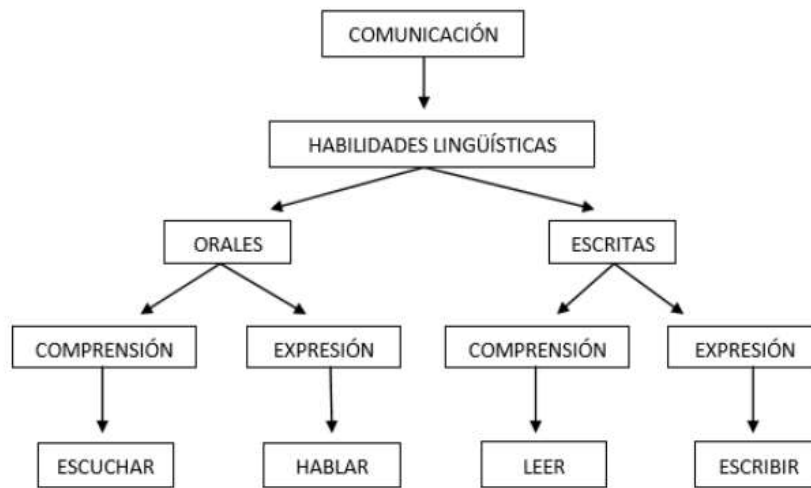 COMUNICACIÓN
HABILIDADES LINGÜÍSTICAS
ORALES
ESCRITAS
COMPRENSIÓN
EXPRESIÓN
COMPRENSIÓN
EXPRESIÓN
ESCUCHAR
HABLAR
LEER
ESCRIBIR